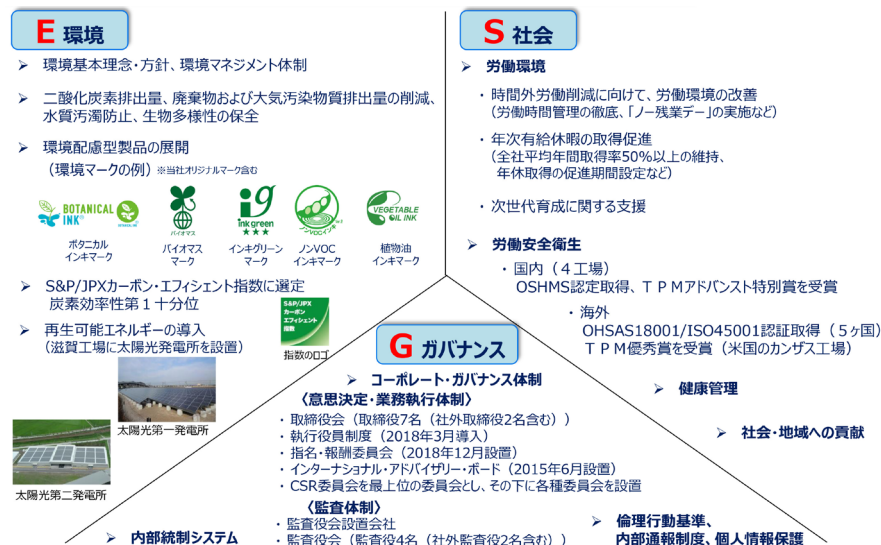 E 環境
➢ 環境基本理念・方針、環境マネジメント体制
➢ 二酸化炭素排出量、廃棄物および大気汚染物質排出量の削減、
水質汚濁防止、生物多様性の保全
➢ 環境配慮型製品の展開
（環境マークの例）※当社オリジナルマーク含む
BOTANICAL
INK
ボタニカル
インキマーク
バイオマス
バイオマス
マーク
ig
ink green
★★★
インキグリーン
マーク
ノンVOCインキ
ノンVOC
インキマーク
VEGETABLE
OIL INK
植物油
インキマーク
➢ S&P/JPXカーボン・エフィシェント指数に選定
炭素効率性第１十分位
S&P/JPX
カーボン
エフィシェント
指数
指数のロゴ
➢ 再生可能エネルギーの導入
（滋賀工場に太陽光発電所を設置）
太陽光第一発電所
太陽光第二発電所
S 社会
➢ 労働環境
・時間外労働削減に向けて、労働環境の改善
（労働時間管理の徹底、「ノー残業デー」の実施など）
・年次有給休暇の取得促進
（全社平均年間取得率50％以上の維持、
年休取得の促進期間設定など）
・次世代育成に関する支援
➢ 労働安全衛生
・国内（４工場）
OSHMS認定取得、ＴＰＭアドバンスト特別賞を受賞
・海外
OHSAS18001/ISO45001認証取得（５ヶ国）
ＴＰＭ優秀賞を受賞（米国のカンザス工場）
➢ 健康管理
➢ 社会・地域への貢献
G ガバナンス
➢ コーポレート・ガバナンス体制
〈意思決定・業務執行体制〉
・取締役会（取締役7名（社外取締役2名含む））
・執行役員制度（2018年3月導入）
・指名・報酬委員会（2018年12月設置）
・インターナショナル・アドバイザリー・ボード（2015年6月設置）
・CSR委員会を最上位の委員会とし、その下に各種委員会を設置
〈監査体制〉
・監査役会設置会社
・監査役会（監査役4名（社外監査役2名含む））
➢ 内部統制システム
➢ 倫理行動基準、
内部通報制度、個人情報保護